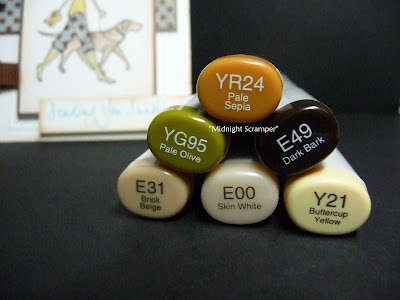 YR24
Pale
Sepia
YG95
Pale Olive
"Midnight Scramper"
E49
Dark Bark
E31
Brick
Beige
E00
Skin White
Y21
Buttercup
Yellow